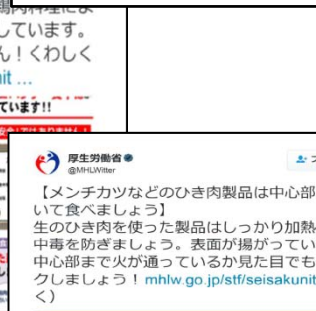 鶏肉料理によ
しています。
ん！くわしく
it ...
ています!!
厚生労働省
@MHLWitter
【メンチカツなどのひき肉製品は中心部
いて食べましょう】
生のひき肉を使った製品はしっかり加熱
中毒を防ぎましょう。表面が揚がってい
中心部まで火が通っているか見た目でも
クしましょう！mhlw.go.jp/stf/seisakunit
く）